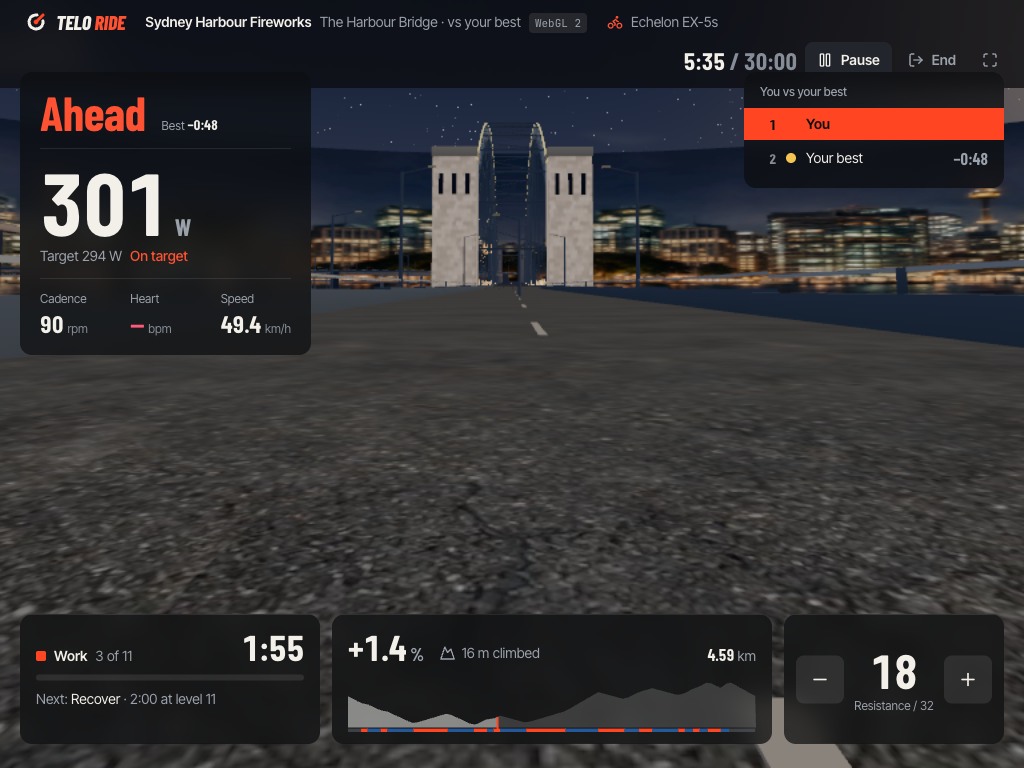 TELO RIDE Sydney Harbour Fireworks The Harbour Bridge · vs your best WebGL 2 Echelon EX-5s
5:35 / 30:00 Pause End
Ahead Best −0:48
301 W
Target 294 W On target
Cadence Heart Speed
90 rpm — bpm 49.4 km/h
You vs your best
1 You
2 Your best −0:48
Work 3 of 11 1:55
Next: Recover · 2:00 at level 11
+1.4 % 16 m climbed 4.59 km
− 18 +
Resistance / 32